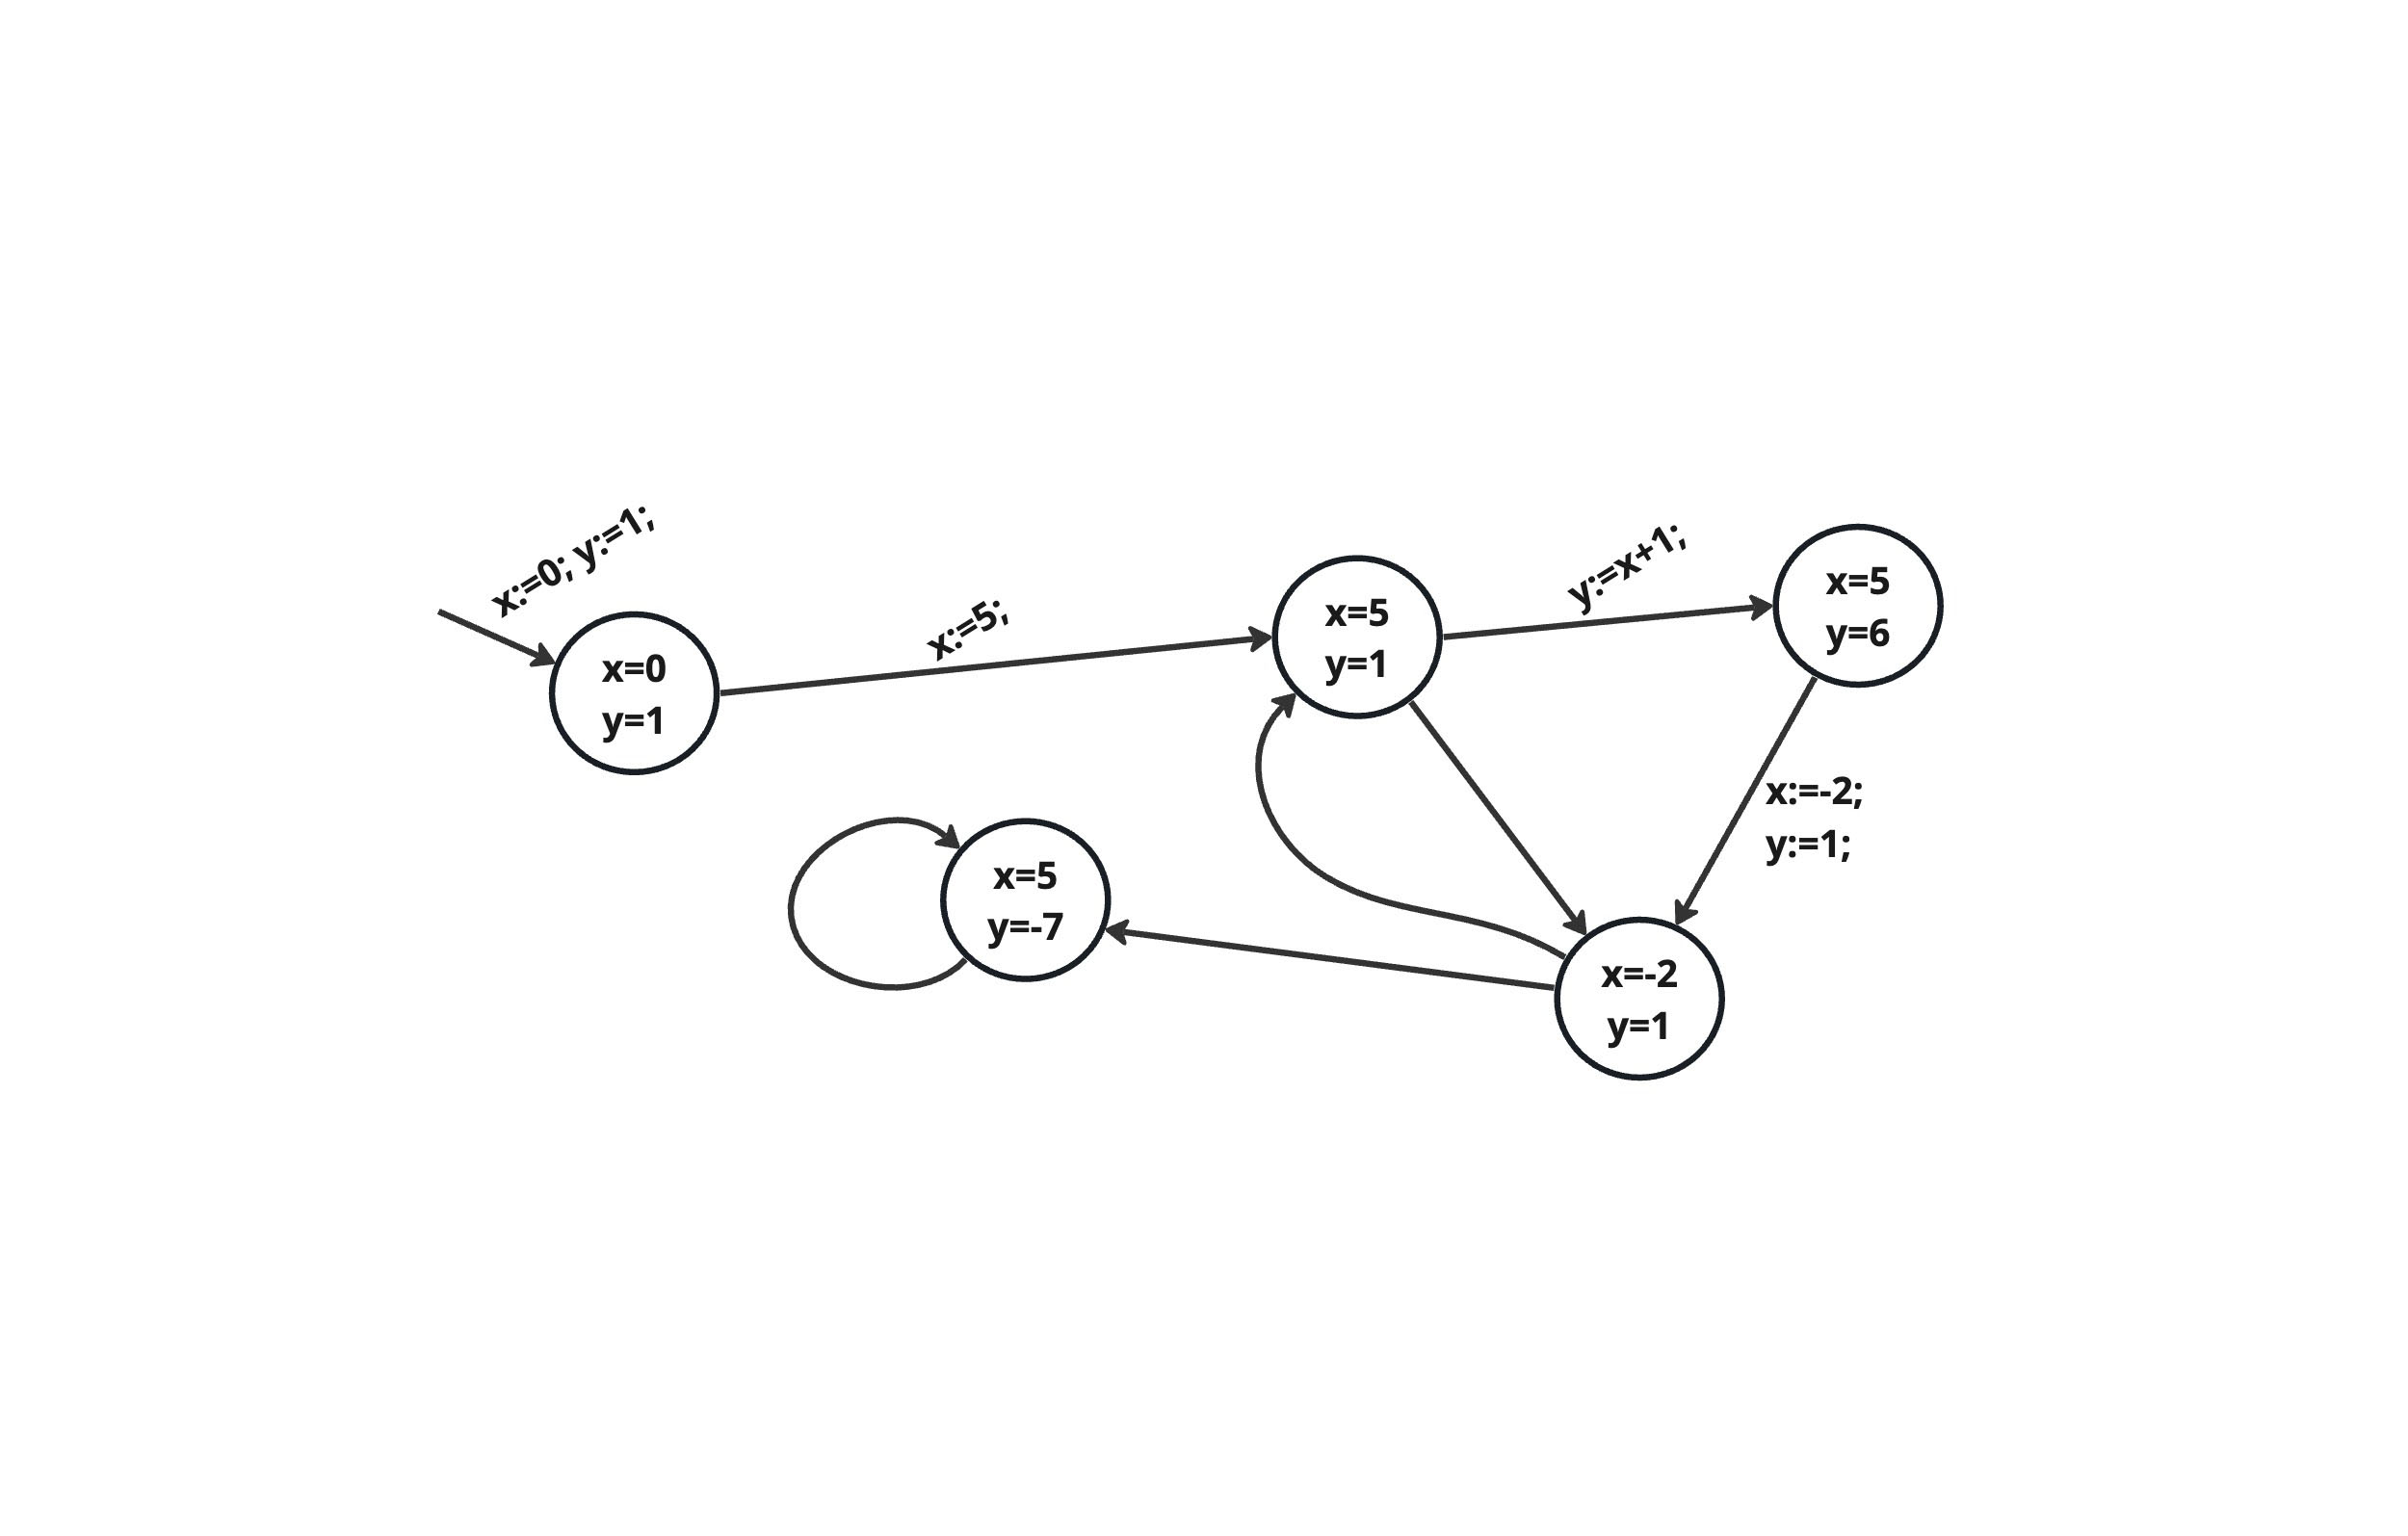 x:=0; y:=1;
x:=5;
y:=x+1;
x=0
y=1
x=5
y=1
x=5
y=6
x:=-2;
y:=1;
x=5
y=-7
x=-2
y=1